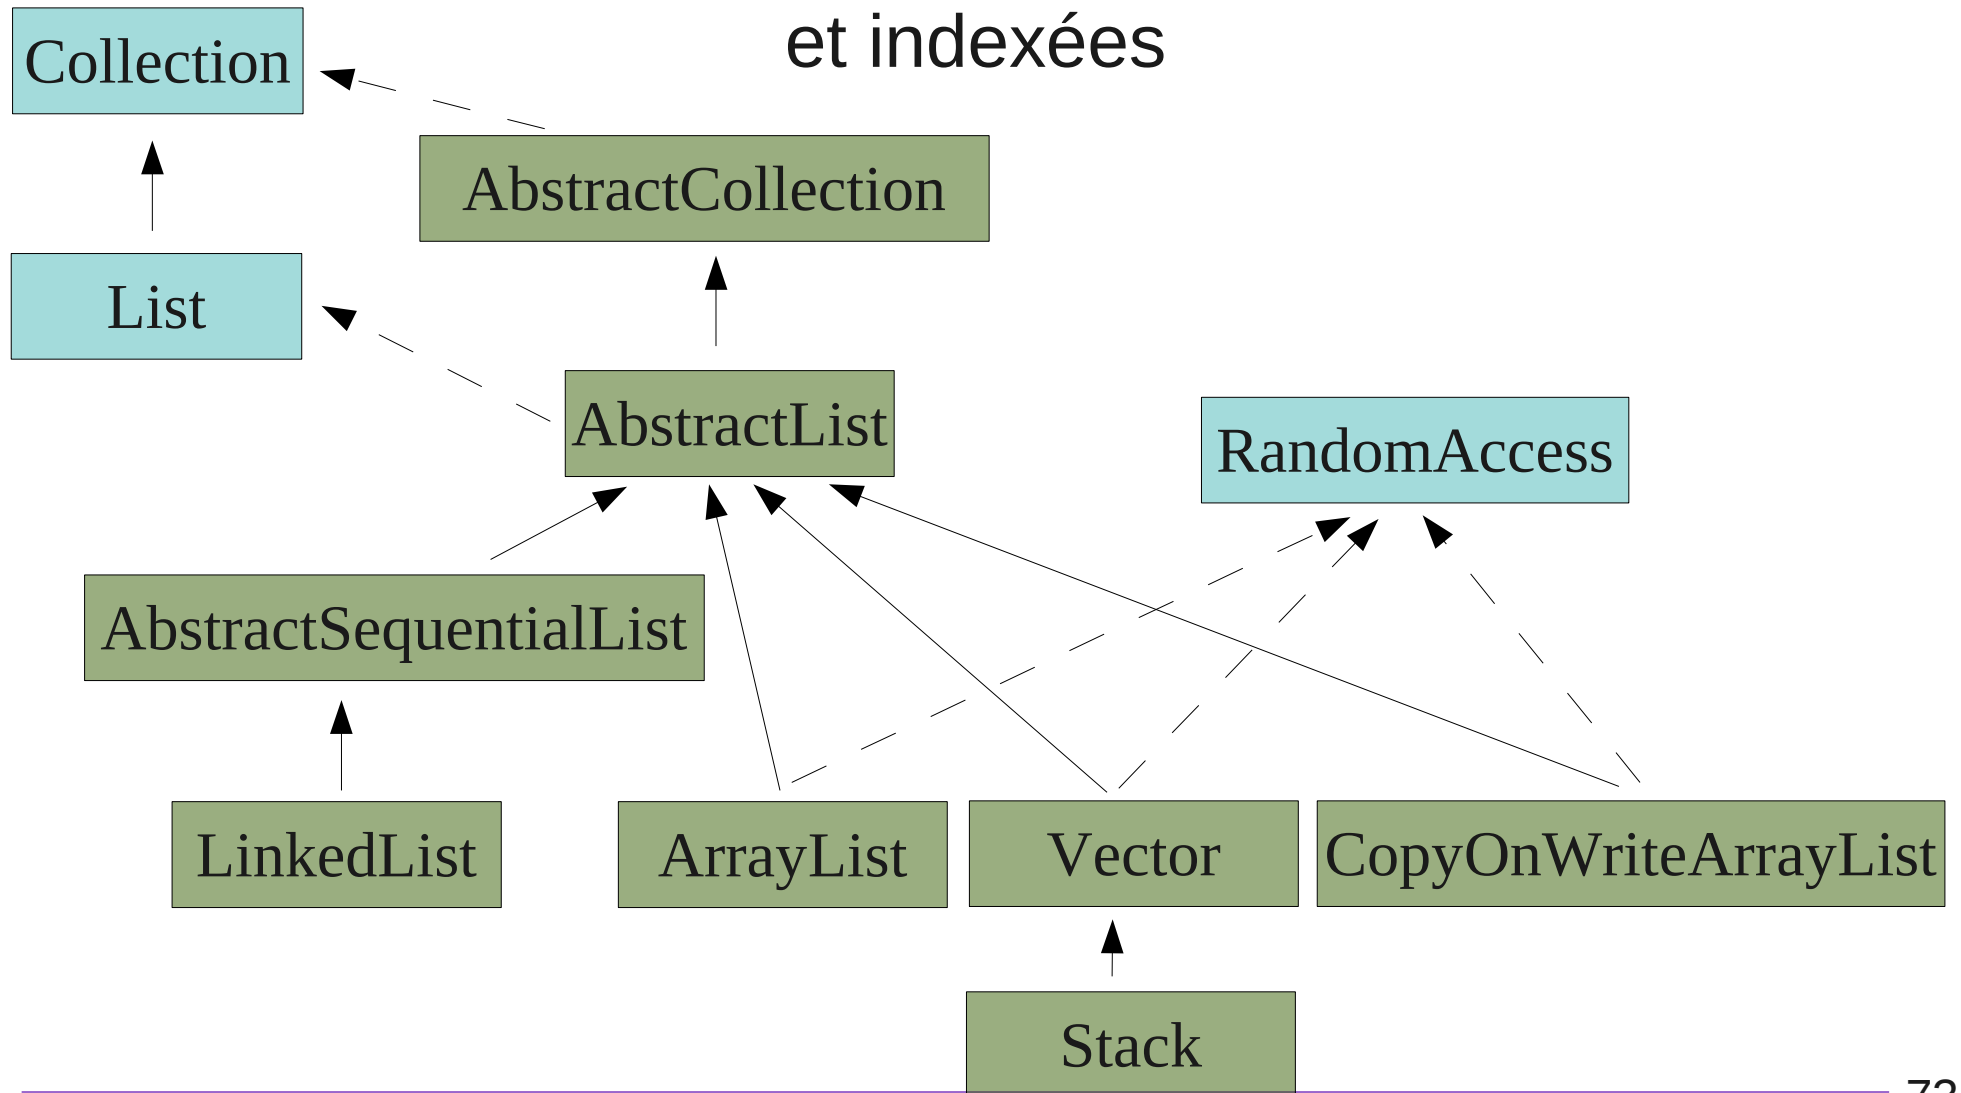 et indexées
Collection
AbstractCollection
List
AbstractList
RandomAccess
AbstractSequentialList
LinkedList
ArrayList
Vector
CopyOnWriteArrayList
Stack